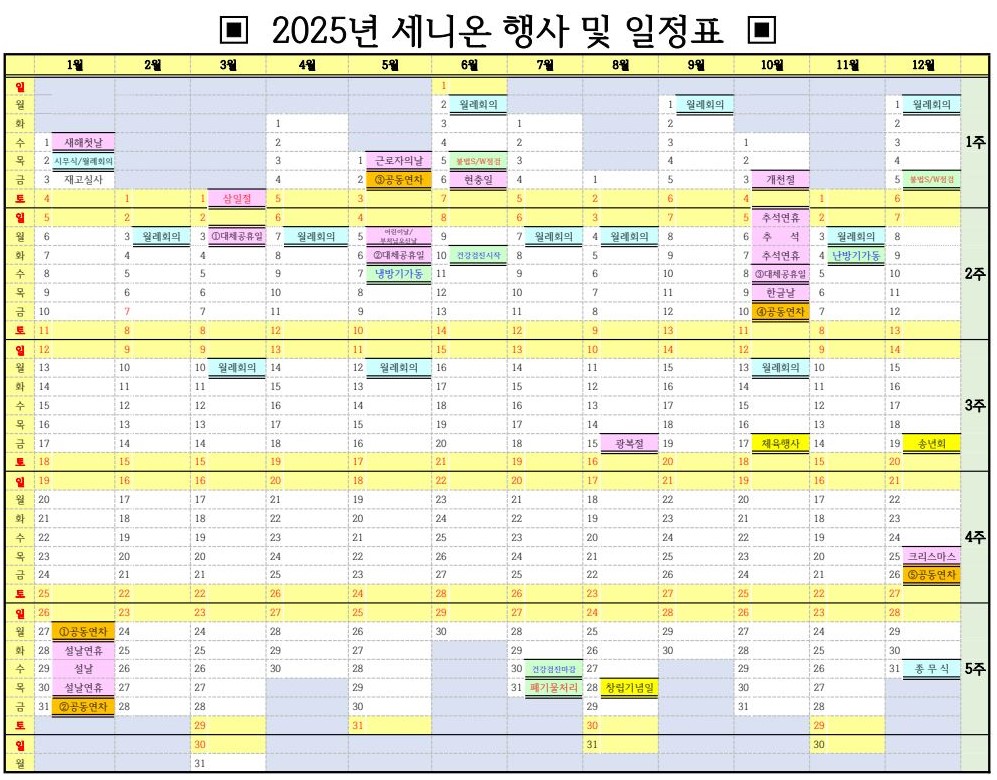 ▣ 2025년 세니온 행사 및 일정표 ▣
1월 2월 3월 4월 5월 6월 7월 8월 9월 10월 11월 12월
일 1
월 2 월례회의 1 월례회의 1 월례회의
화 1 3 1 2 2
수 1 새해첫날 2 4 2 3 1 3 1주
목 2 시무식/월례회의 3 1 근로자의날 5 불법S/W점검 3 4 2 4
금 3 재고실사 4 2 ③공동연차 6 현충일 4 1 5 3 개천절 5 불법S/W점검
토 4 1 1 삼일절 5 3 7 5 2 6 4 1 6
일 5 2 2 6 4 8 6 3 7 5 추석연휴 2 7
월 6 3 월례회의 3 ①대체공휴일 7 월례회의 5 어린이날/부처님오신날 9 7 월례회의 4 월례회의 8 6 추 석 3 월례회의 8
화 7 4 4 8 6 ②대체공휴일 10 건강검진시작 8 5 9 7 추석연휴 4 난방기가동 9 2주
수 8 5 5 9 7 냉방기가동 11 9 6 10 8 ③대체공휴일 5 10
목 9 6 6 10 8 12 10 7 11 9 한글날 6 11
금 10 7 7 11 9 13 11 8 12 10 ④공동연차 7 12
토 11 8 8 12 10 14 12 9 13 11 8 13
일 12 9 9 13 11 15 13 10 14 12 9 14
월 13 10 10 월례회의 14 12 월례회의 16 14 11 15 13 월례회의 10 15
화 14 11 11 15 13 17 15 12 16 14 11 16
수 15 12 12 16 14 18 16 13 17 15 12 17 3주
목 16 13 13 17 15 19 17 14 18 16 13 18
금 17 14 14 18 16 20 18 15 광복절 19 17 체육행사 14 19 송년회
토 18 15 15 19 17 21 19 16 20 18 15 20
일 19 16 16 20 18 22 20 17 21 19 16 21
월 20 17 17 21 19 23 21 18 22 20 17 22
화 21 18 18 22 20 24 22 19 23 21 18 23
수 22 19 19 23 21 25 23 20 24 22 19 24 4주
목 23 20 20 24 22 26 24 21 25 23 20 25 크리스마스
금 24 21 21 25 23 27 25 22 26 24 21 26 ⑤공동연차
토 25 22 22 26 24 28 26 23 27 25 22 27
일 26 23 23 27 25 29 27 24 28 26 23 28
월 27 ①공동연차 24 24 28 26 30 28 25 29 27 24 29
화 28 설날연휴 25 25 29 27 29 26 30 28 25 30
수 29 설날 26 26 30 28 30 건강검진마감 27 29 26 31 종 무 식 5주
목 30 설날연휴 27 27 29 31 폐기물처리 28 창립기념일 30 27
금 31 ②공동연차 28 28 30 29 31 28
토 29 31 30 29
일 30 31 30
월 31